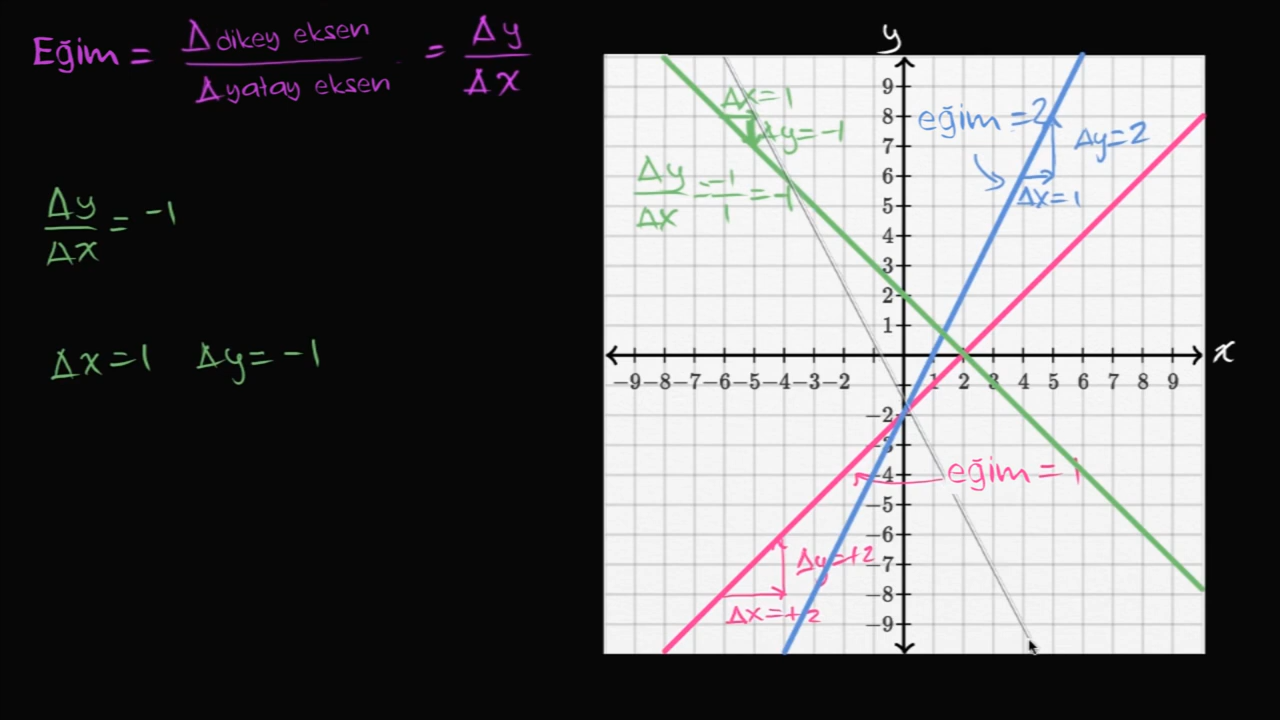 Eğim = Δ dikey eksen / Δ yatay eksen = Δy / Δx
Δy / Δx = -1
Δx = 1 Δy = -1
y
x
Δx = 1
Δy = -1
Δy / Δx = -1 / 1 = -1
eğim = 2
Δy = 2
Δx = 1
eğim = 1
Δy = +2
Δx = +2
9
8
7
6
5
4
3
2
1
-9 -8 -7 -6 -5 -4 -3 -2 1 2 3 4 5 6 7 8 9
-2
-3
-4
-5
-6
-7
-8
-9